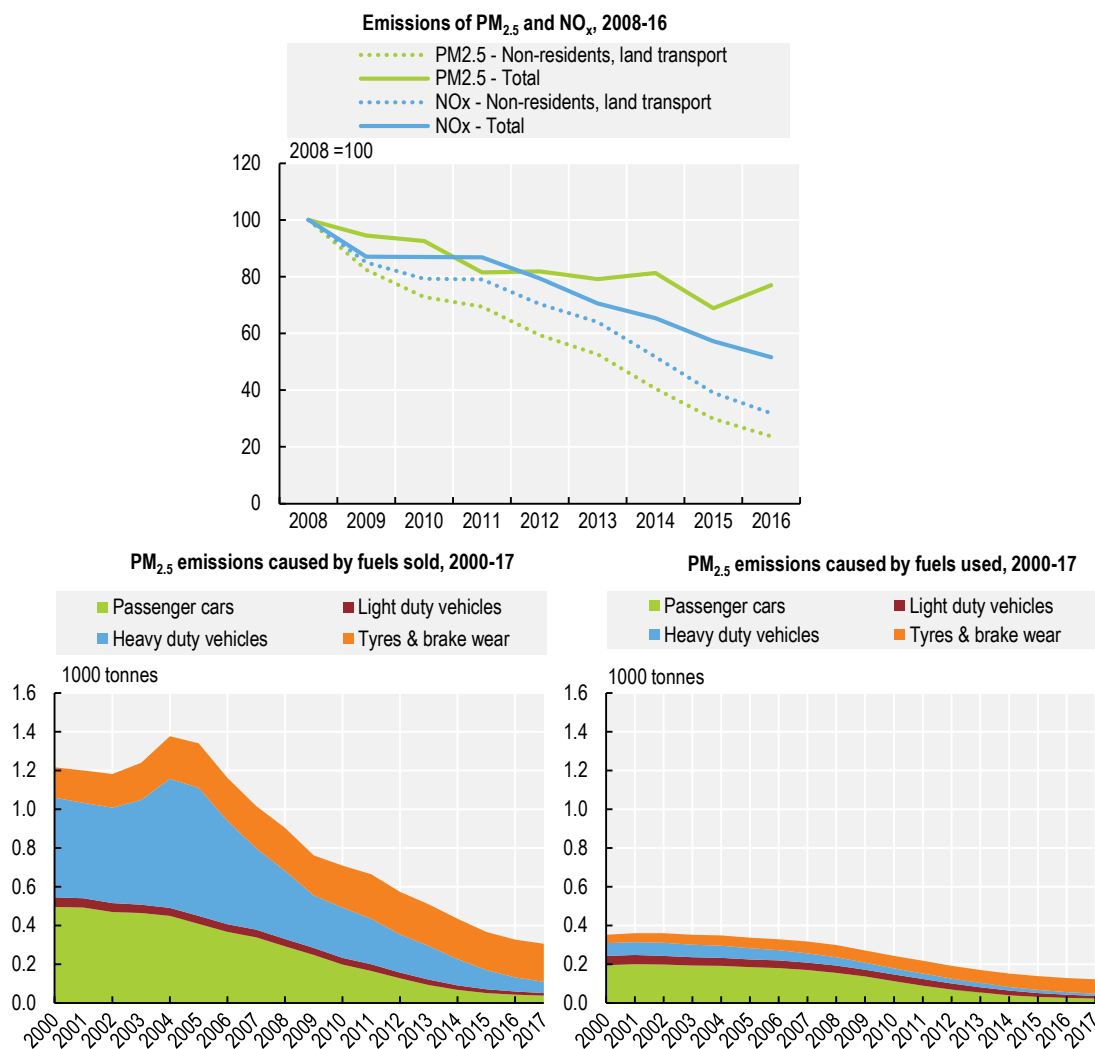 Emissions of PM2.5 and NOx, 2008-16
PM2.5 - Non-residents, land transport
PM2.5 - Total
NOx - Non-residents, land transport
NOx - Total
2008 =100
120
100
80
60
40
20
0
2008 2009 2010 2011 2012 2013 2014 2015 2016
PM2.5 emissions caused by fuels sold, 2000-17
Passenger cars Light duty vehicles
Heavy duty vehicles Tyres & brake wear
1000 tonnes
1.6
1.4
1.2
1.0
0.8
0.6
0.4
0.2
0.0
2000 2001 2002 2003 2004 2005 2006 2007 2008 2009 2010 2011 2012 2013 2014 2015 2016 2017
PM2.5 emissions caused by fuels used, 2000-17
Passenger cars Light duty vehicles
Heavy duty vehicles Tyres & brake wear
1000 tonnes
1.6
1.4
1.2
1.0
0.8
0.6
0.4
0.2
0.0
2000 2001 2002 2003 2004 2005 2006 2007 2008 2009 2010 2011 2012 2013 2014 2015 2016 2017